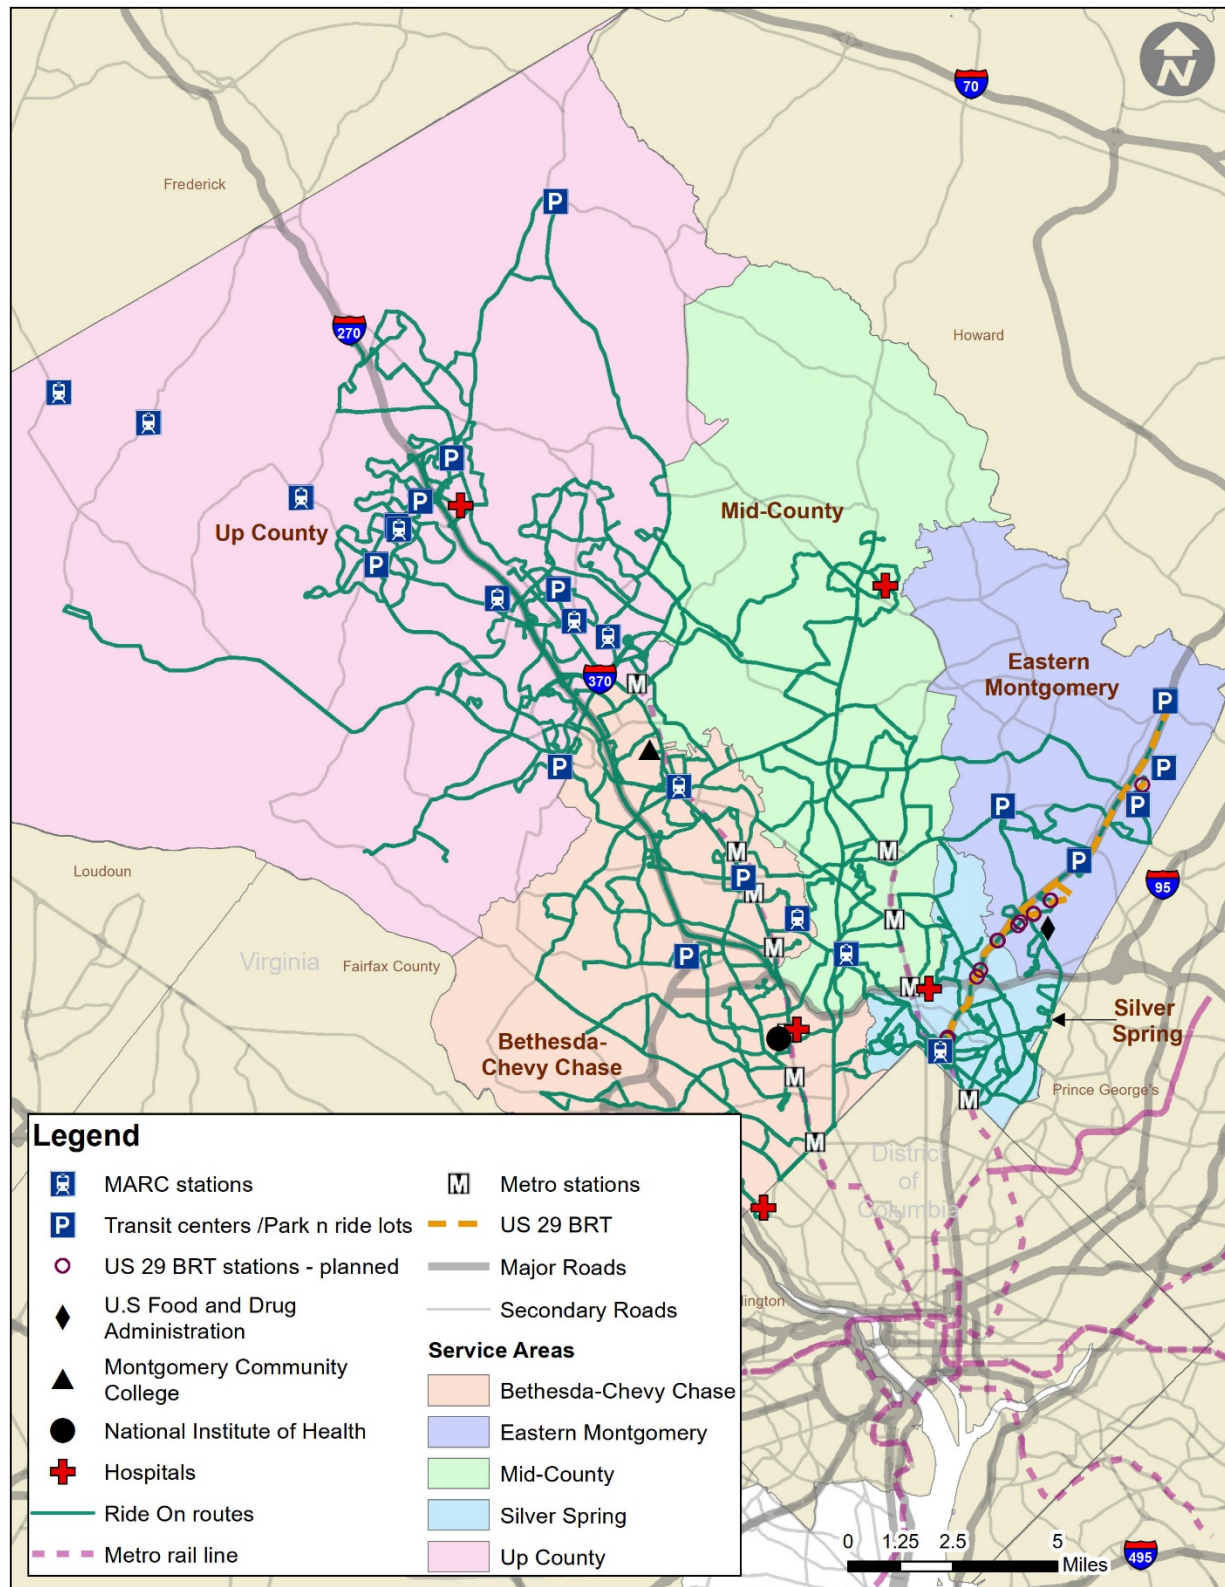 N
70
Frederick
P
270
Howard
P
Mid-County
P
Up County
P
P
Eastern
Montgomery
370
M
P
P
P
P
P
M
M
P
Loudoun
P
95
M
M
M
Virginia
Fairfax County
P
M
Silver
Spring
Bethesda-
Chevy Chase
M
Prince George's
M
M
District
of
Columbia
lington
Legend
MARC stations
M Metro stations
P Transit centers /Park n ride lots
US 29 BRT
US 29 BRT stations - planned
Major Roads
U.S Food and Drug
Administration
Secondary Roads
Montgomery Community
College
Service Areas
Bethesda-Chevy Chase
National Institute of Health
Eastern Montgomery
Hospitals
Mid-County
Ride On routes
Silver Spring
Metro rail line
Up County
0 1.25 2.5 5
Miles
495